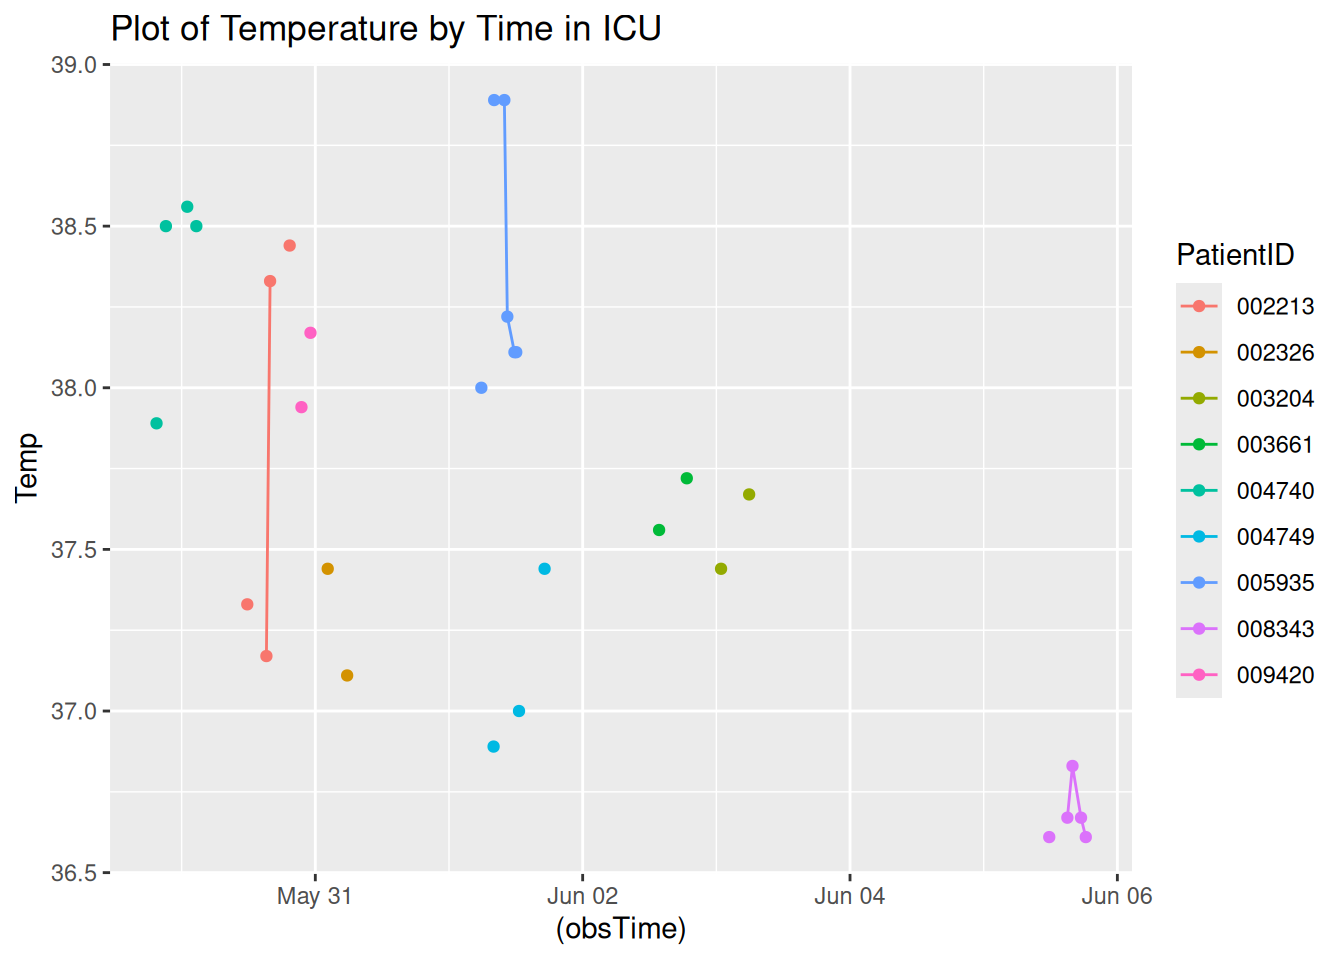 Plot of Temperature by Time in ICU
39.0
38.5
38.0
37.5
37.0
36.5
Temp
May 31
Jun 02
Jun 04
Jun 06
(obsTime)
PatientID
002213
002326
003204
003661
004740
004749
005935
008343
009420